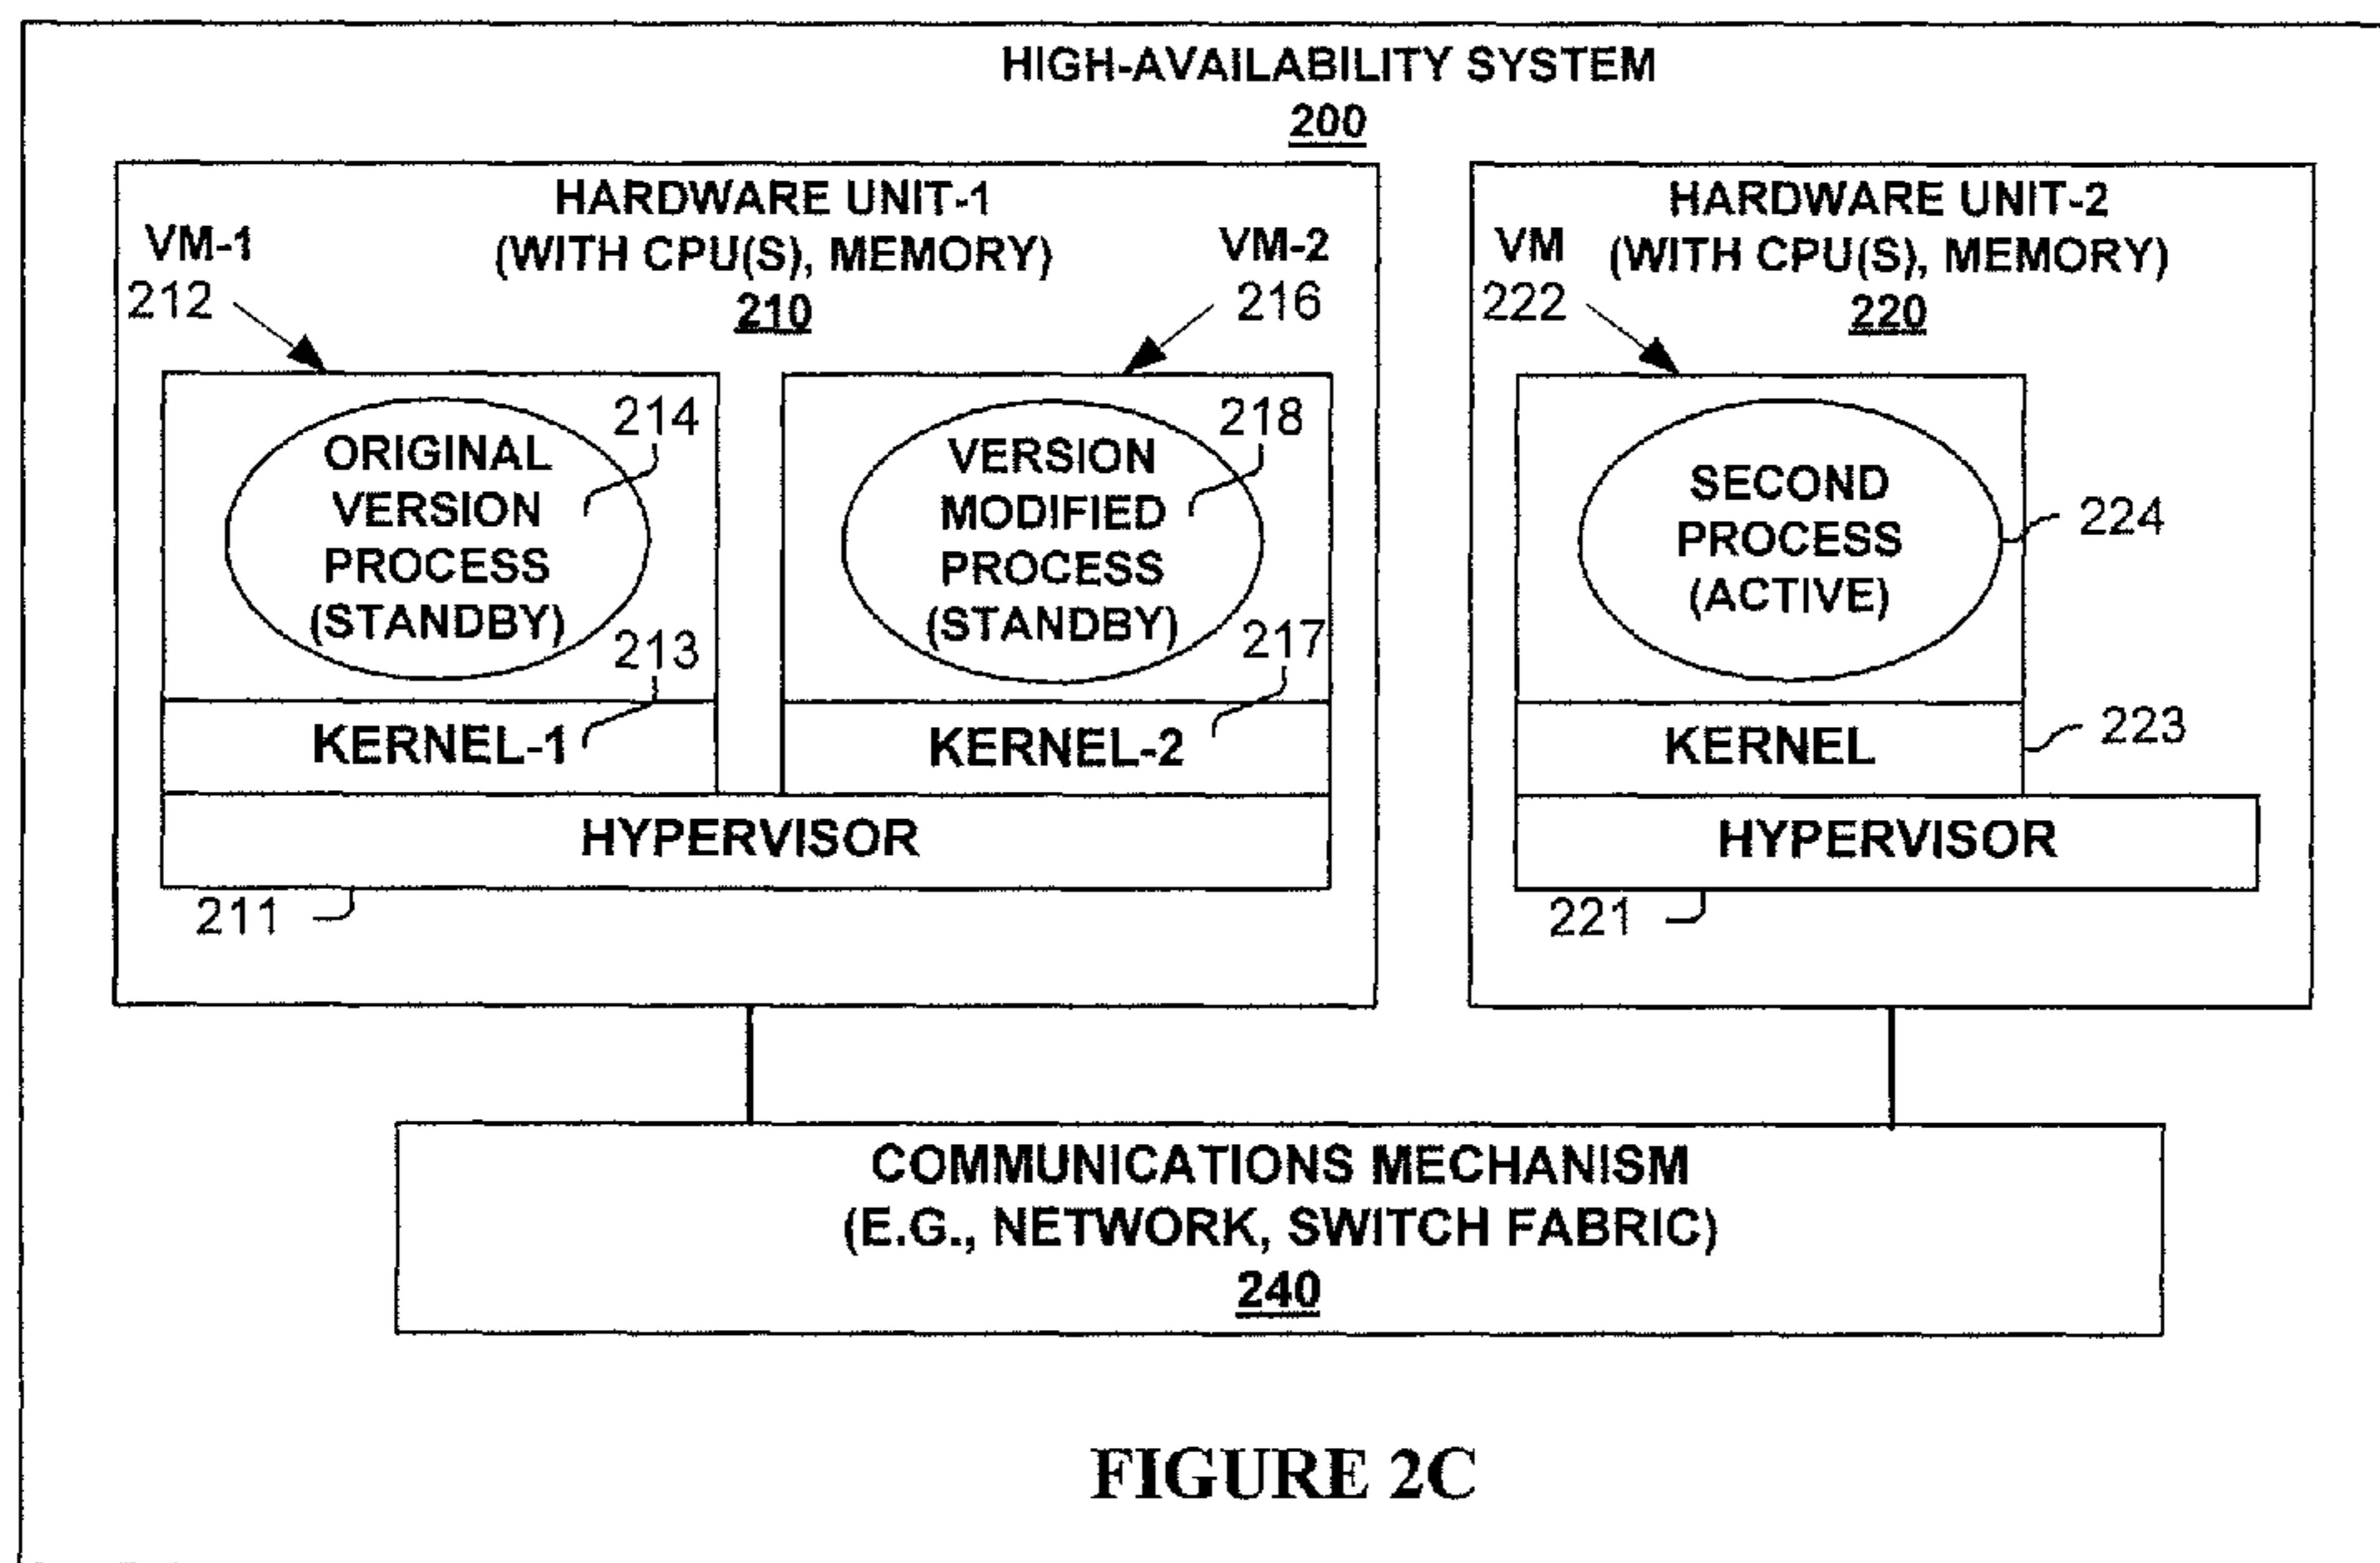 HIGH-AVAILABILITY SYSTEM
200
HARDWARE UNIT-1
(WITH CPU(S), MEMORY)
210
VM-1
212
VM-2
216
ORIGINAL
VERSION
PROCESS
(STANDBY)
214
213
KERNEL-1
VERSION
MODIFIED
PROCESS
(STANDBY)
218
217
KERNEL-2
HYPERVISOR
211
HARDWARE UNIT-2
(WITH CPU(S), MEMORY)
220
VM
222
SECOND
PROCESS
(ACTIVE)
224
KERNEL
223
HYPERVISOR
221
COMMUNICATIONS MECHANISM
(E.G., NETWORK, SWITCH FABRIC)
240
FIGURE 2C